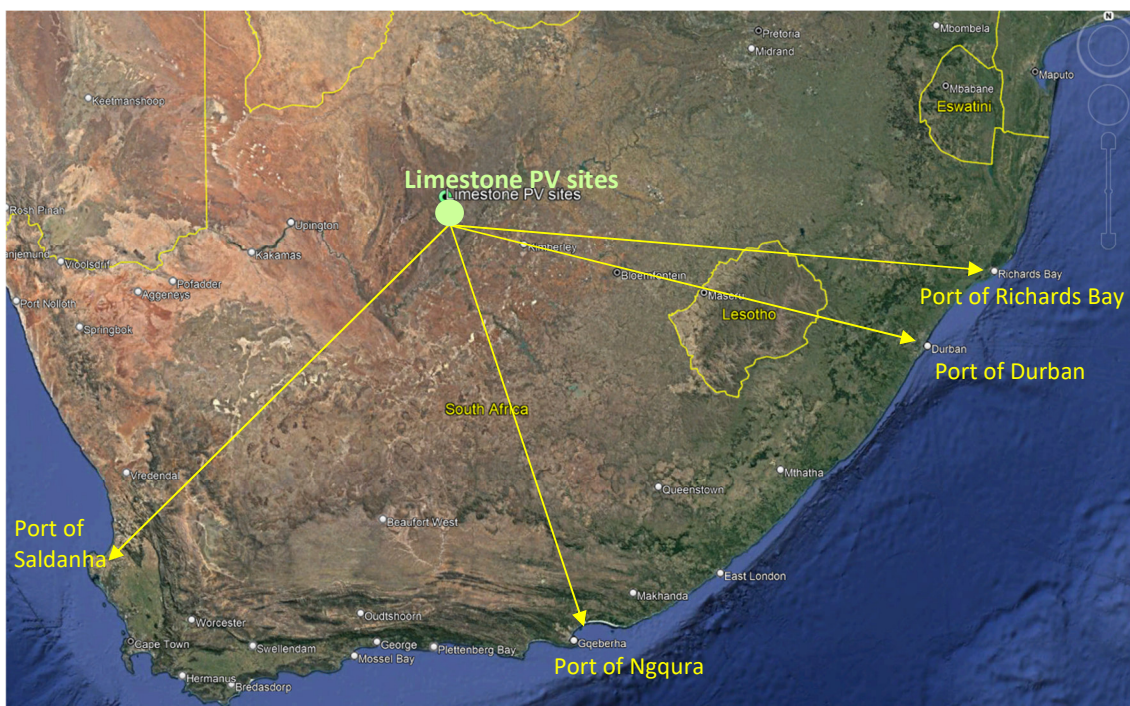 N
Mbombela
Pretoria
Midrand
Maputo
Mbabane
Eswatini
Keetmanshoop
Limestone PV sites
Limestone PV sites
Rosh Pinah
Upington
Kimberley
Kakamas
Vioolsdrif
Pofadder
Aggeneys
Bloemfontein
Richards Bay
Port of Richards Bay
Port Nolloth
Maseru
Lesotho
Springbok
Durban
Port of Durban
South Africa
Vredenda
Mthatha
Queenstown
Beaufort West
Port of
Saldanha
East London
Makhanda
Oudtshoorn
Worcester
Cape Town
Swellendam
George
Plettenberg Bay
Gqeberha
Mossel Bay
Port of Ngqura
Hermanus
Bredasdorp